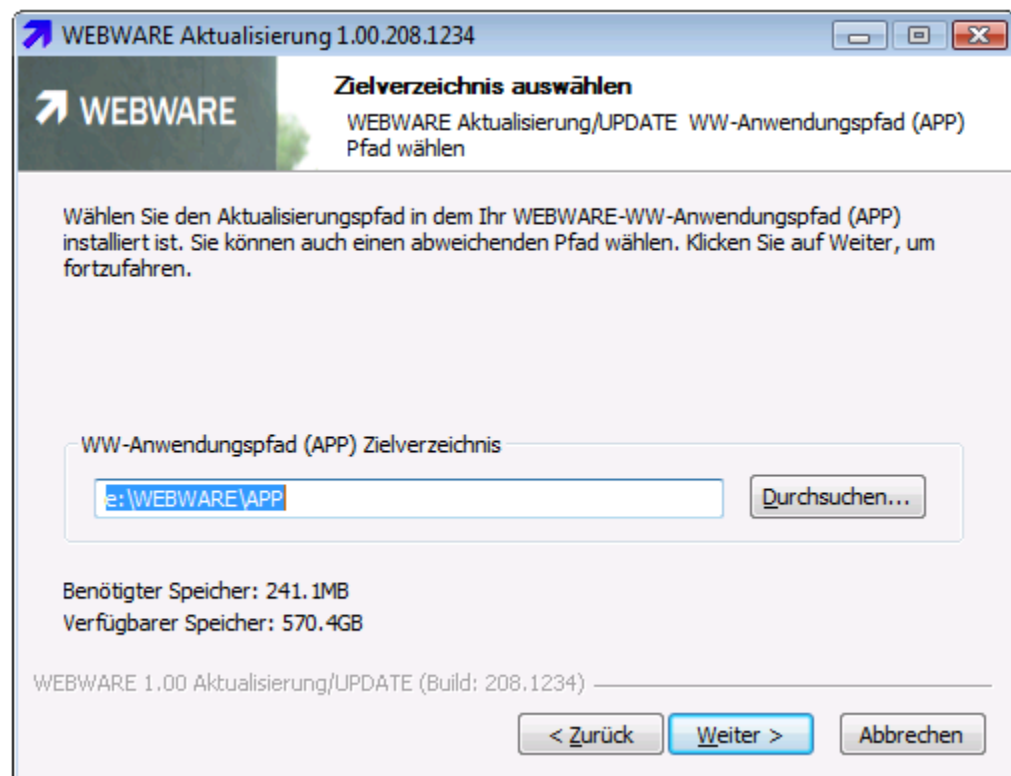 WEBWARE Aktualisierung 1.00.208.1234
WEBWARE
Zielverzeichnis auswählen
WEBWARE Aktualisierung/UPDATE WW-Anwendungspfad (APP)
Pfad wählen
Wählen Sie den Aktualisierungspfad in dem Ihr WEBWARE-WW-Anwendungspfad (APP)
installiert ist. Sie können auch einen abweichenden Pfad wählen. Klicken Sie auf Weiter, um
fortzufahren.
WW-Anwendungspfad (APP) Zielverzeichnis
e:\WEBWARE\APP
Durchsuchen...
Benötigter Speicher: 241.1MB
Verfügbarer Speicher: 570.4GB
WEBWARE 1.00 Aktualisierung/UPDATE (Build: 208.1234)
< Zurück
Weiter >
Abbrechen